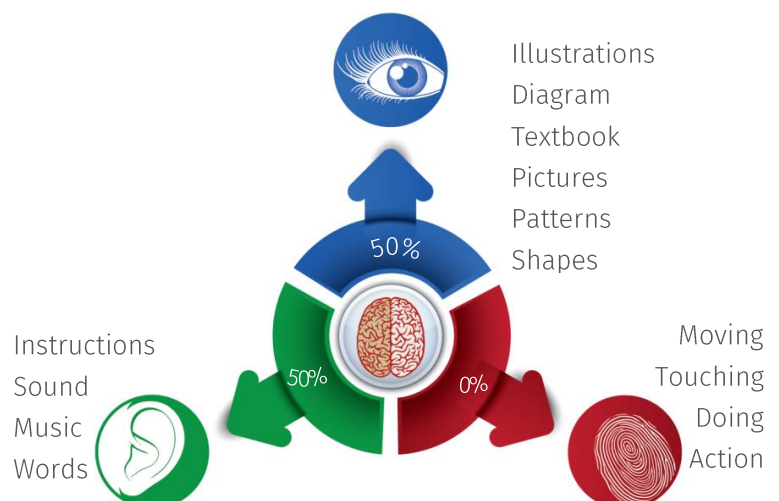 Illustrations
Diagram
Textbook
Pictures
Patterns
Shapes
50%
50%
0%
Instructions
Sound
Music
Words
Moving
Touching
Doing
Action